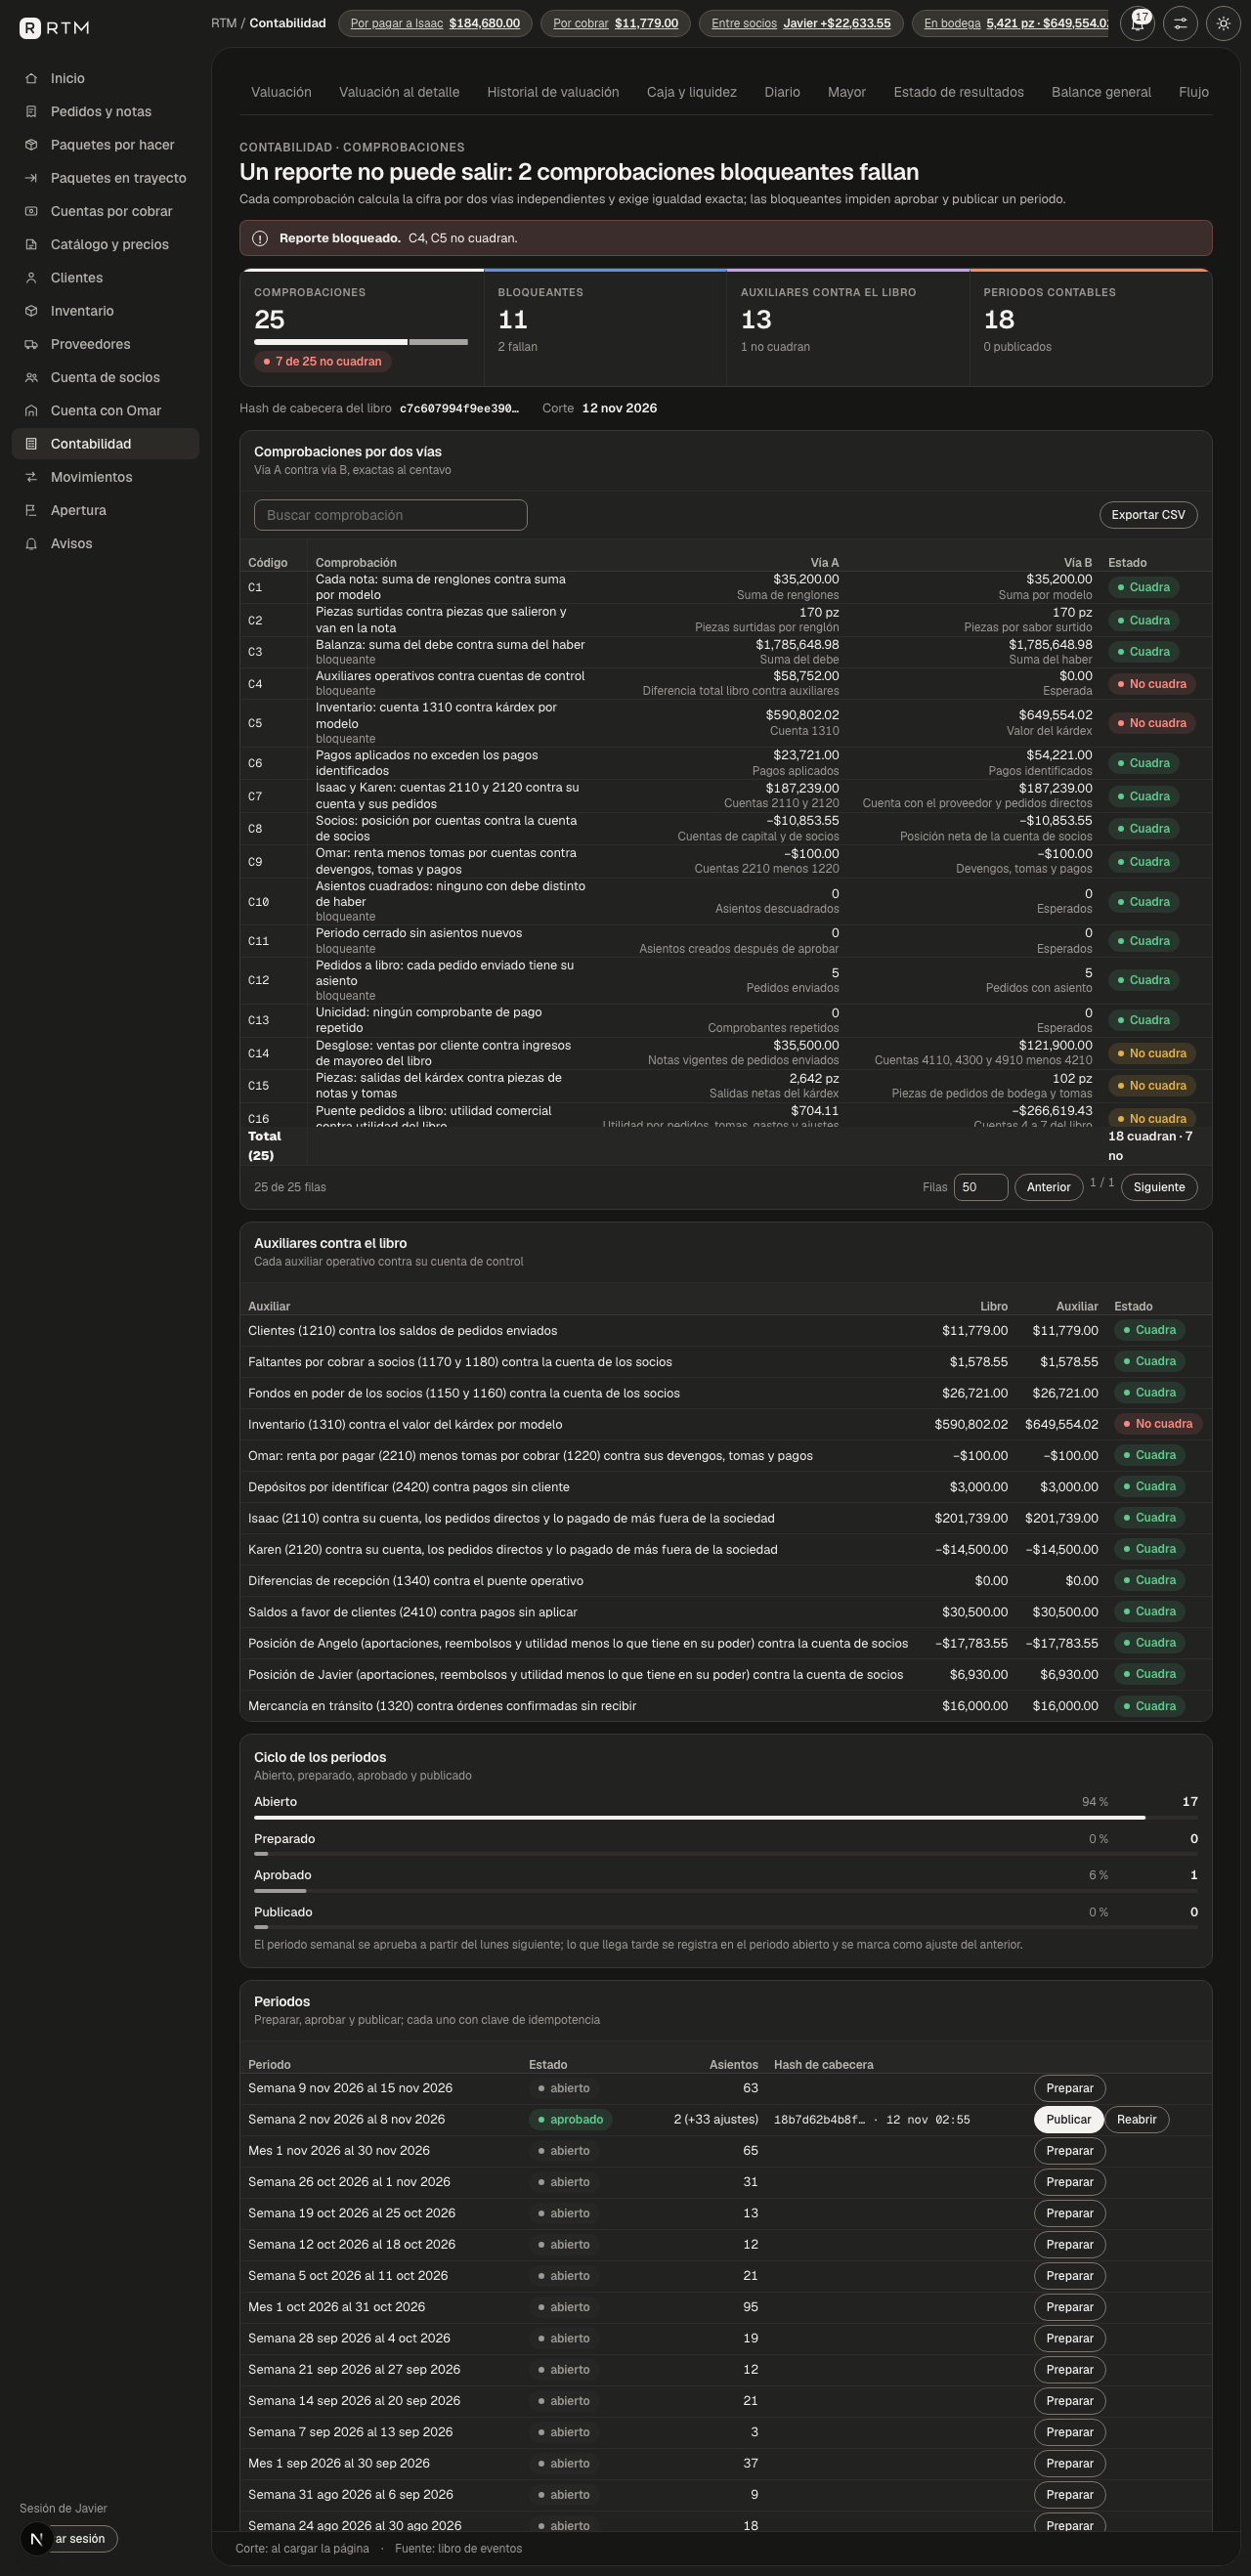 R RTM
RTM / Contabilidad
Por pagar a Isaac $184,680.00
Por cobrar $11,779.00
Entre socios Javier +$22,633.55
En bodega 5,421 pz · $649,554.02
17
Inicio
Pedidos y notas
Paquetes por hacer
Paquetes en trayecto
Cuentas por cobrar
Catálogo y precios
Clientes
Inventario
Proveedores
Cuenta de socios
Cuenta con Omar
Contabilidad
Movimientos
Apertura
Avisos
Sesión de Javier
N ar sesión
Valuación Valuación al detalle Historial de valuación Caja y liquidez Diario Mayor Estado de resultados Balance general Flujo
CONTABILIDAD · COMPROBACIONES
Un reporte no puede salir: 2 comprobaciones bloqueantes fallan
Cada comprobación calcula la cifra por dos vías independientes y exige igualdad exacta; las bloqueantes impiden aprobar y publicar un periodo.
Reporte bloqueado. C4, C5 no cuadran.
COMPROBACIONES
25
7 de 25 no cuadran
BLOQUEANTES
11
2 fallan
AUXILIARES CONTRA EL LIBRO
13
1 no cuadran
PERIODOS CONTABLES
18
0 publicados
Hash de cabecera del libro c7c607994f9ee390… Corte 12 nov 2026
Comprobaciones por dos vías
Vía A contra vía B, exactas al centavo
Buscar comprobación
Exportar CSV
Código Comprobación Vía A Vía B Estado
C1 Cada nota: suma de renglones contra suma por modelo $35,200.00 Suma de renglones $35,200.00 Suma por modelo Cuadra
C2 Piezas surtidas contra piezas que salieron y van en la nota 170 pz Piezas surtidas por renglón 170 pz Piezas por sabor surtido Cuadra
C3 Balanza: suma del debe contra suma del haber bloqueante $1,785,648.98 Suma del debe $1,785,648.98 Suma del haber Cuadra
C4 Auxiliares operativos contra cuentas de control bloqueante $58,752.00 Diferencia total libro contra auxiliares $0.00 Esperada No cuadra
C5 Inventario: cuenta 1310 contra kárdex por modelo bloqueante $590,802.02 Cuenta 1310 $649,554.02 Valor del kárdex No cuadra
C6 Pagos aplicados no exceden los pagos identificados $23,721.00 Pagos aplicados $54,221.00 Pagos identificados Cuadra
C7 Isaac y Karen: cuentas 2110 y 2120 contra su cuenta y sus pedidos $187,239.00 Cuentas 2110 y 2120 $187,239.00 Cuenta con el proveedor y pedidos directos Cuadra
C8 Socios: posición por cuentas contra la cuenta de socios −$10,853.55 Cuentas de capital y de socios −$10,853.55 Posición neta de la cuenta de socios Cuadra
C9 Omar: renta menos tomas por cuentas contra devengos, tomas y pagos −$100.00 Cuentas 2210 menos 1220 −$100.00 Devengos, tomas y pagos Cuadra
C10 Asientos cuadrados: ninguno con debe distinto de haber bloqueante 0 Asientos descuadrados 0 Esperados Cuadra
C11 Periodo cerrado sin asientos nuevos bloqueante 0 Asientos creados después de aprobar 0 Esperados Cuadra
C12 Pedidos a libro: cada pedido enviado tiene su asiento bloqueante 5 Pedidos enviados 5 Pedidos con asiento Cuadra
C13 Unicidad: ningún comprobante de pago repetido 0 Comprobantes repetidos 0 Esperados Cuadra
C14 Desglose: ventas por cliente contra ingresos de mayoreo del libro $35,500.00 Notas vigentes de pedidos enviados $121,900.00 Cuentas 4110, 4300 y 4910 menos 4210 No cuadra
C15 Piezas: salidas del kárdex contra piezas de notas y tomas 2,642 pz Salidas netas del kárdex 102 pz Piezas de pedidos de bodega y tomas No cuadra
C16 Puente pedidos a libro: utilidad comercial contra utilidad del libro $704.11 Utilidad por pedidos, tomas, gastos y ajustes −$266,619.43 Cuentas 4 a 7 del libro No cuadra
Total (25) 18 cuadran · 7 no
25 de 25 filas Filas 50 Anterior 1 / 1 Siguiente
Auxiliares contra el libro
Cada auxiliar operativo contra su cuenta de control
Auxiliar Libro Auxiliar Estado
Clientes (1210) contra los saldos de pedidos enviados $11,779.00 $11,779.00 Cuadra
Faltantes por cobrar a socios (1170 y 1180) contra la cuenta de los socios $1,578.55 $1,578.55 Cuadra
Fondos en poder de los socios (1150 y 1160) contra la cuenta de los socios $26,721.00 $26,721.00 Cuadra
Inventario (1310) contra el valor del kárdex por modelo $590,802.02 $649,554.02 No cuadra
Omar: renta por pagar (2210) menos tomas por cobrar (1220) contra sus devengos, tomas y pagos −$100.00 −$100.00 Cuadra
Depósitos por identificar (2420) contra pagos sin cliente $3,000.00 $3,000.00 Cuadra
Isaac (2110) contra su cuenta, los pedidos directos y lo pagado de más fuera de la sociedad $201,739.00 $201,739.00 Cuadra
Karen (2120) contra su cuenta, los pedidos directos y lo pagado de más fuera de la sociedad −$14,500.00 −$14,500.00 Cuadra
Diferencias de recepción (1340) contra el puente operativo $0.00 $0.00 Cuadra
Saldos a favor de clientes (2410) contra pagos sin aplicar $30,500.00 $30,500.00 Cuadra
Posición de Angelo (aportaciones, reembolsos y utilidad menos lo que tiene en su poder) contra la cuenta de socios −$17,783.55 −$17,783.55 Cuadra
Posición de Javier (aportaciones, reembolsos y utilidad menos lo que tiene en su poder) contra la cuenta de socios $6,930.00 $6,930.00 Cuadra
Mercancía en tránsito (1320) contra órdenes confirmadas sin recibir $16,000.00 $16,000.00 Cuadra
Ciclo de los periodos
Abierto, preparado, aprobado y publicado
Abierto 94 % 17
Preparado 0 % 0
Aprobado 6 % 1
Publicado 0 % 0
El periodo semanal se aprueba a partir del lunes siguiente; lo que llega tarde se registra en el periodo abierto y se marca como ajuste del anterior.
Periodos
Preparar, aprobar y publicar; cada uno con clave de idempotencia
Periodo Estado Asientos Hash de cabecera
Semana 9 nov 2026 al 15 nov 2026 abierto 63 Preparar
Semana 2 nov 2026 al 8 nov 2026 aprobado 2 (+33 ajustes) 18b7d62b4b8f… · 12 nov 02:55 Publicar Reabrir
Mes 1 nov 2026 al 30 nov 2026 abierto 65 Preparar
Semana 26 oct 2026 al 1 nov 2026 abierto 31 Preparar
Semana 19 oct 2026 al 25 oct 2026 abierto 13 Preparar
Semana 12 oct 2026 al 18 oct 2026 abierto 12 Preparar
Semana 5 oct 2026 al 11 oct 2026 abierto 21 Preparar
Mes 1 oct 2026 al 31 oct 2026 abierto 95 Preparar
Semana 28 sep 2026 al 4 oct 2026 abierto 19 Preparar
Semana 21 sep 2026 al 27 sep 2026 abierto 12 Preparar
Semana 14 sep 2026 al 20 sep 2026 abierto 21 Preparar
Semana 7 sep 2026 al 13 sep 2026 abierto 3 Preparar
Mes 1 sep 2026 al 30 sep 2026 abierto 37 Preparar
Semana 31 ago 2026 al 6 sep 2026 abierto 9 Preparar
Semana 24 ago 2026 al 30 ago 2026 abierto 18 Preparar
Corte: al cargar la página · Fuente: libro de eventos